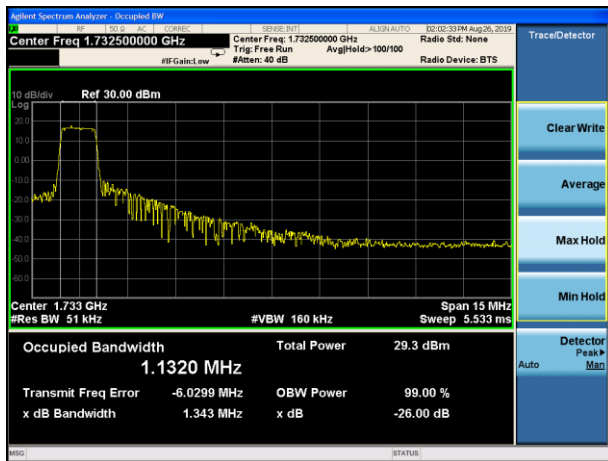 Agilent Spectrum Analyzer - Occupied BW
RF 50 Ω AC CORREC SENSE:INT ALIGN AUTO 02:02:33 PM Aug 26, 2019
Center Freq 1.732500000 GHz Center Freq: 1.732500000 GHz Radio Std: None
Trig: Free Run Avg|Hold:>100/100
#IFGain:Low #Atten: 40 dB Radio Device: BTS
Trace/Detector
10 dB/div Ref 30.00 dBm
Log
20.0
10.0
0.00
-10.0
-20.0
-30.0
-40.0
-50.0
-60.0
Clear Write
Average
Max Hold
Min Hold
Center 1.733 GHz Span 15 MHz
#Res BW 51 kHz #VBW 160 kHz Sweep 5.533 ms
Occupied Bandwidth Total Power 29.3 dBm
1.1320 MHz
Transmit Freq Error -6.0299 MHz OBW Power 99.00 %
x dB Bandwidth 1.343 MHz x dB -26.00 dB
Detector
Peak▶
Auto Man
MSG STATUS